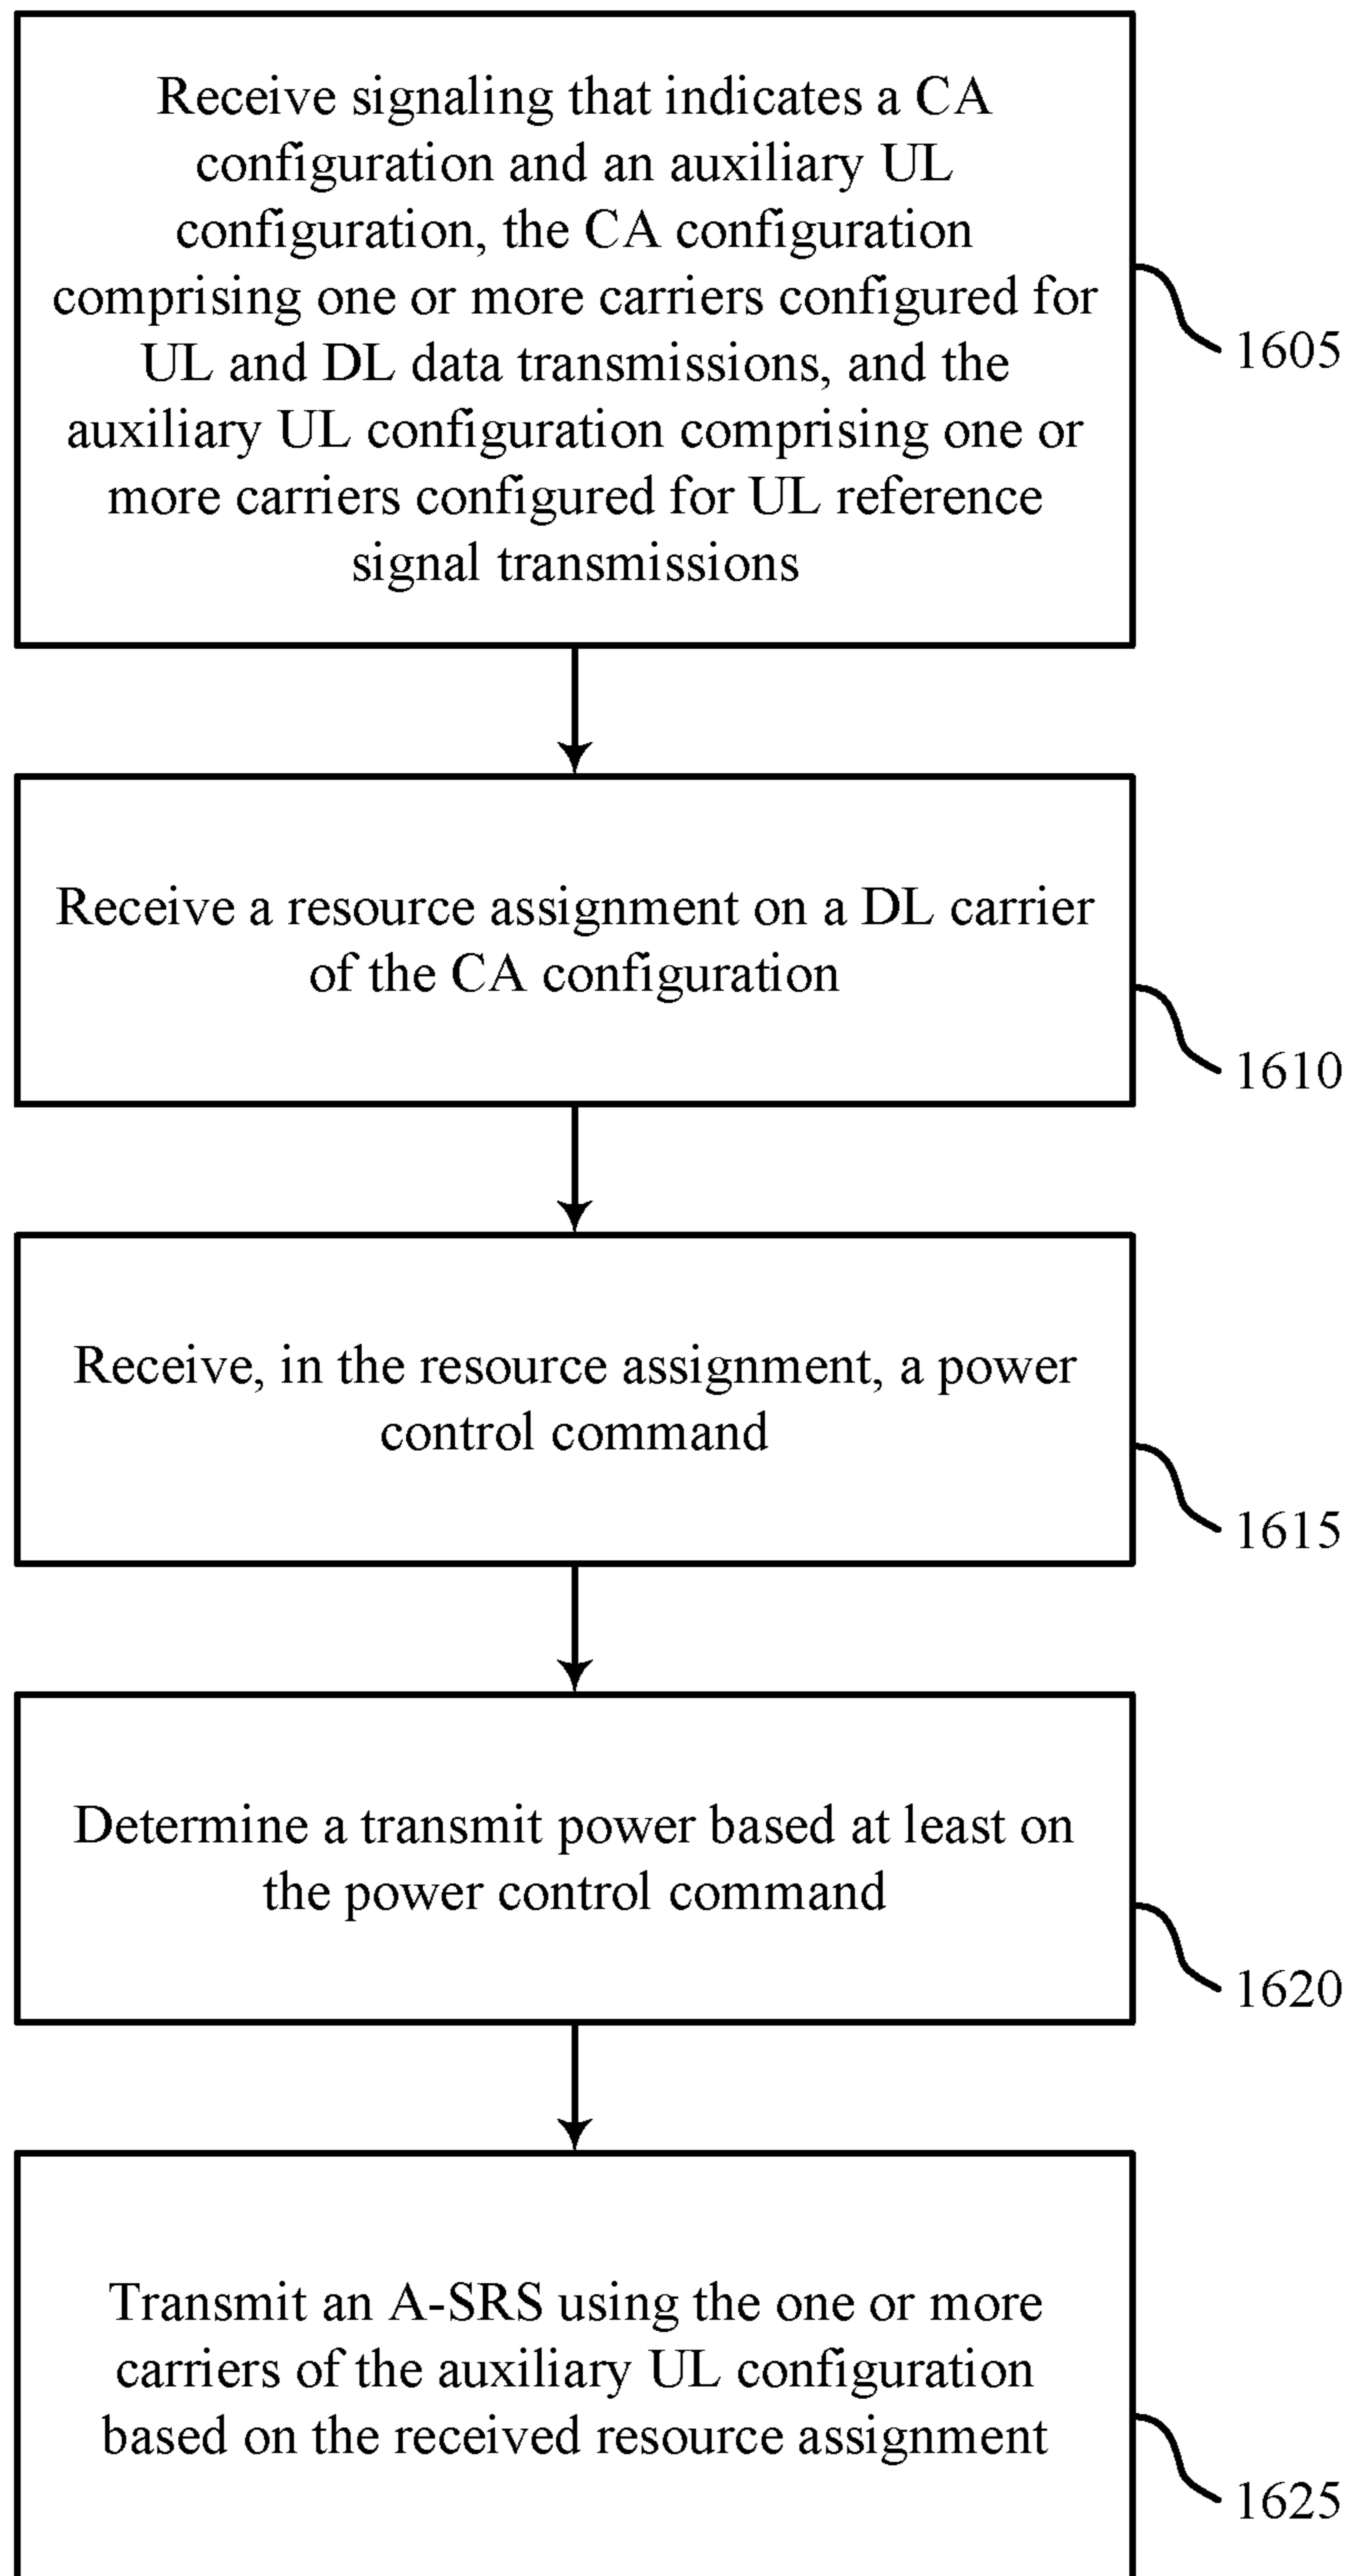 Receive signaling that indicates a CA
configuration and an auxiliary UL
configuration, the CA configuration
comprising one or more carriers configured for
UL and DL data transmissions, and the
auxiliary UL configuration comprising one or
more carriers configured for UL reference
signal transmissions
1605
Receive a resource assignment on a DL carrier
of the CA configuration
1610
Receive, in the resource assignment, a power
control command
1615
Determine a transmit power based at least on
the power control command
1620
Transmit an A-SRS using the one or more
carriers of the auxiliary UL configuration
based on the received resource assignment
1625